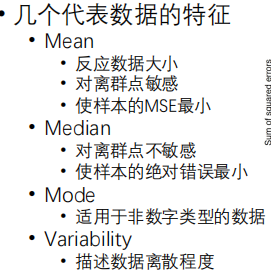 • 几个代表数据的特征
• Mean
• 反应数据大小
• 对离群点敏感
• 使样本的MSE最小
• Median
• 对离群点不敏感
• 使样本的绝对错误最小
• Mode
• 适用于非数字类型的数据
• Variability
• 描述数据离散程度
Sum of squared errors